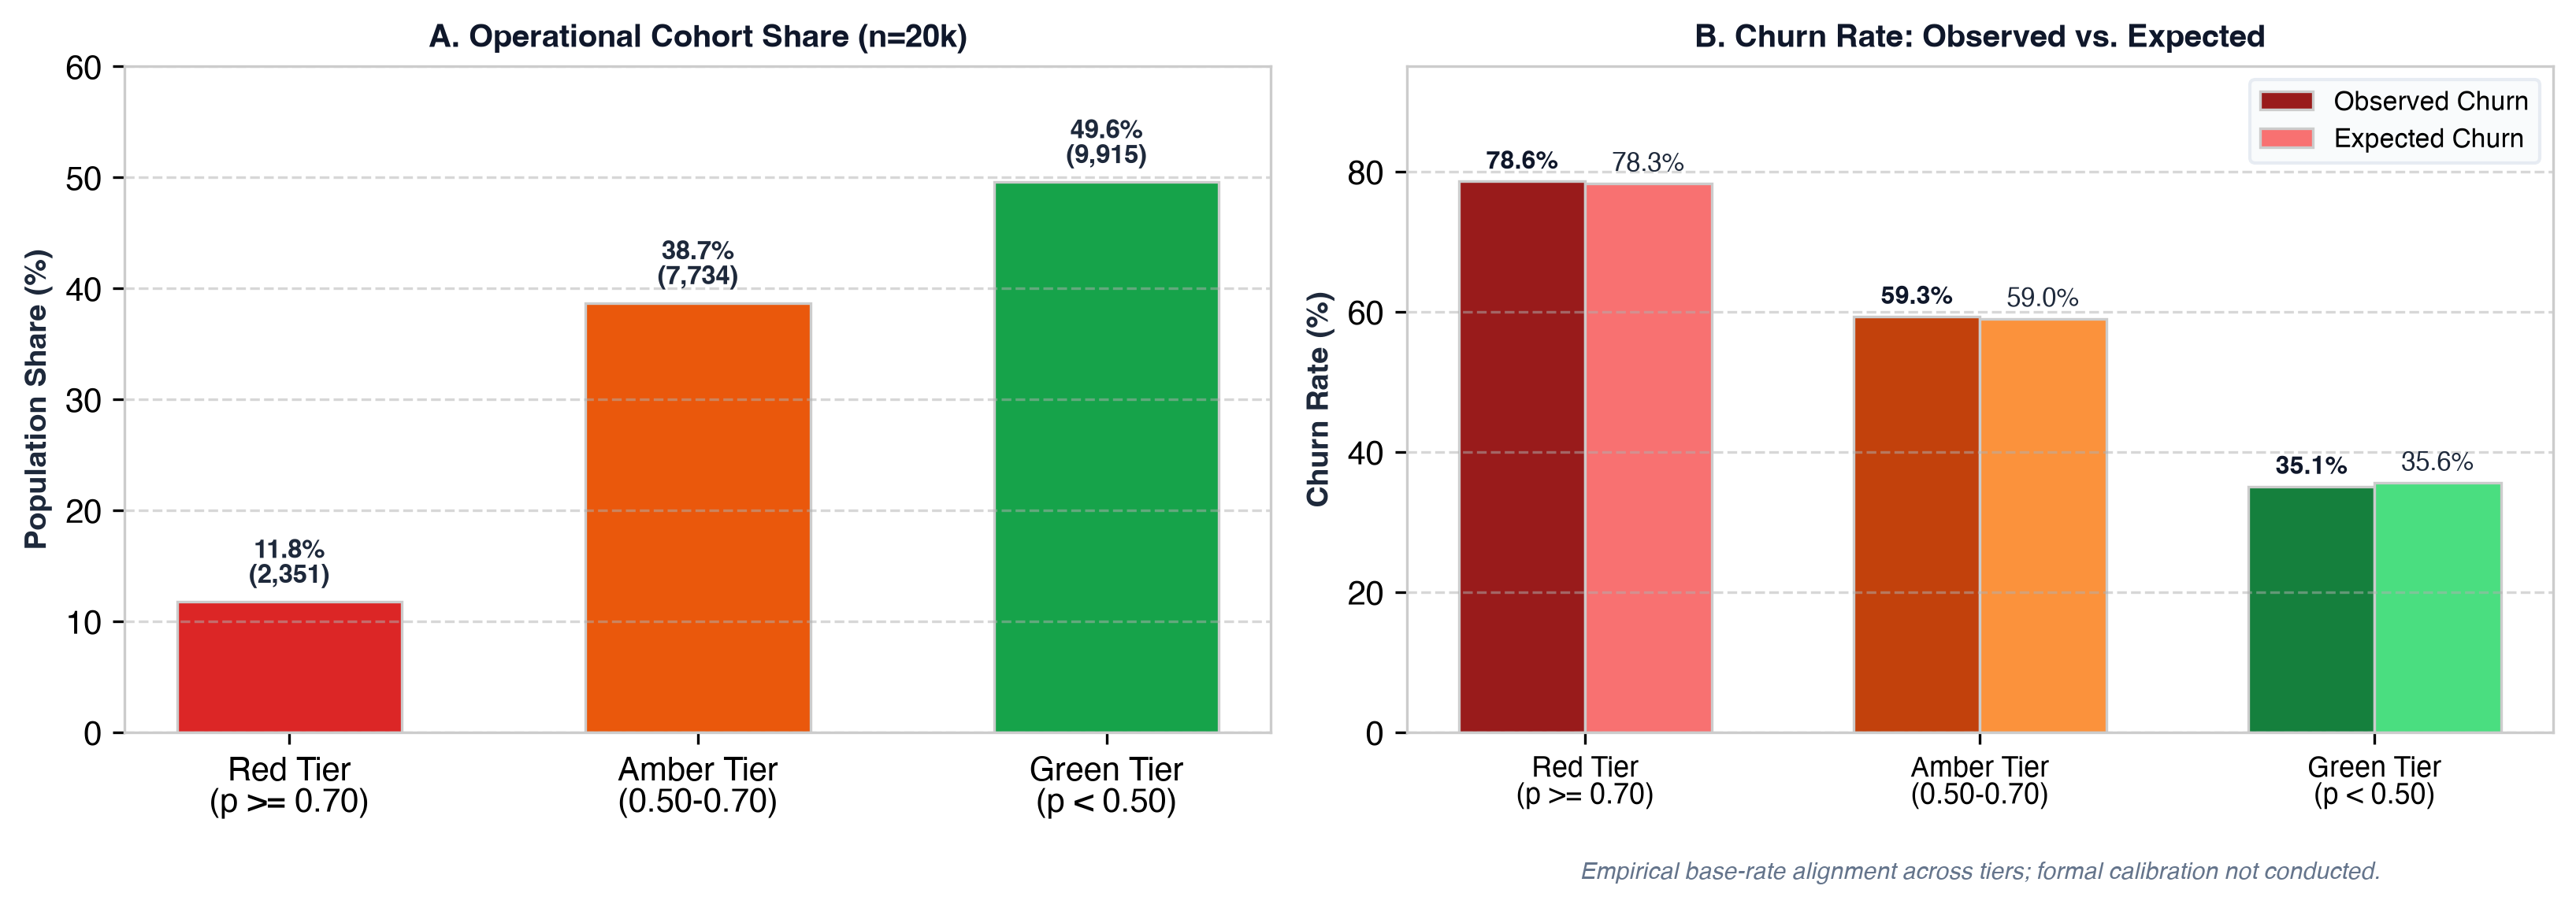 A. Operational Cohort Share (n=20k)
Population Share (%)
60
50
40
30
20
10
0
11.8%
(2,351)
38.7%
(7,734)
49.6%
(9,915)
Red Tier
(p >= 0.70)
Amber Tier
(0.50-0.70)
Green Tier
(p < 0.50)
B. Churn Rate: Observed vs. Expected
Observed Churn
Expected Churn
Churn Rate (%)
80
60
40
20
0
78.6%
78.3%
59.3%
59.0%
35.1%
35.6%
Red Tier
(p >= 0.70)
Amber Tier
(0.50-0.70)
Green Tier
(p < 0.50)
Empirical base-rate alignment across tiers; formal calibration not conducted.